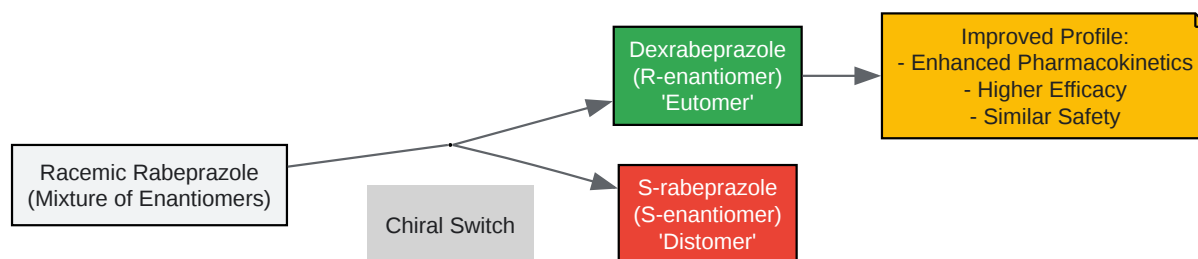 Racemic Rabeprazole
(Mixture of Enantiomers)
Chiral Switch
Dexrabeprazole
(R-enantiomer)
'Eutomer'
S-rabeprazole
(S-enantiomer)
'Distomer'
Improved Profile:
- Enhanced Pharmacokinetics
- Higher Efficacy
- Similar Safety